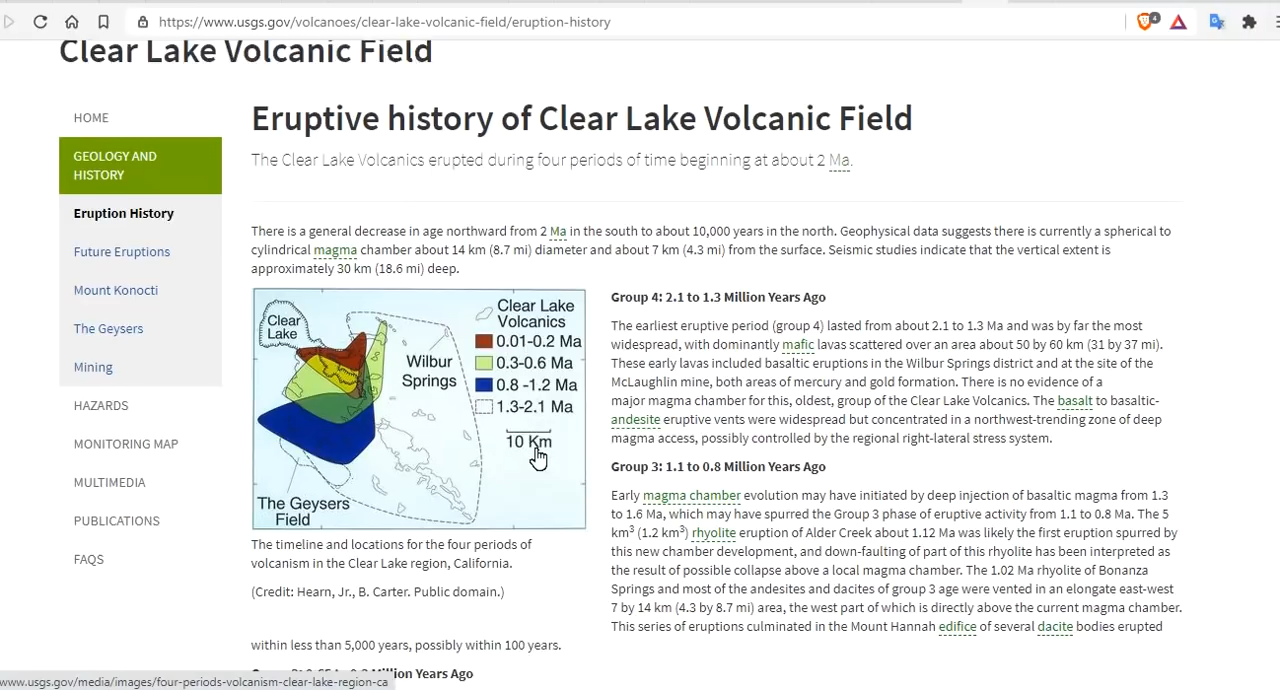 https://www.usgs.gov/volcanoes/clear-lake-volcanic-field/eruption-history
4
Clear Lake Volcanic Field
HOME
GEOLOGY AND
HISTORY
Eruption History
Future Eruptions
Mount Konocti
The Geysers
Mining
HAZARDS
MONITORING MAP
MULTIMEDIA
PUBLICATIONS
FAQS
Eruptive history of Clear Lake Volcanic Field
The Clear Lake Volcanics erupted during four periods of time beginning at about 2 Ma.
There is a general decrease in age northward from 2 Ma in the south to about 10,000 years in the north. Geophysical data suggests there is currently a spherical to
cylindrical magma chamber about 14 km (8.7 mi) diameter and about 7 km (4.3 mi) from the surface. Seismic studies indicate that the vertical extent is
approximately 30 km (18.6 mi) deep.
Clear
Lake
Clear Lake
Volcanics
0.01-0.2 Ma
0.3-0.6 Ma
0.8 -1.2 Ma
1.3-2.1 Ma
Wilbur
Springs
10 Km
The Geysers
Field
The timeline and locations for the four periods of
volcanism in the Clear Lake region, California.
(Credit: Hearn, Jr., B. Carter. Public domain.)
Group 4: 2.1 to 1.3 Million Years Ago
The earliest eruptive period (group 4) lasted from about 2.1 to 1.3 Ma and was by far the most
widespread, with dominantly mafic lavas scattered over an area about 50 by 60 km (31 by 37 mi).
These early lavas included basaltic eruptions in the Wilbur Springs district and at the site of the
McLaughlin mine, both areas of mercury and gold formation. There is no evidence of a
major magma chamber for this, oldest, group of the Clear Lake Volcanics. The basalt to basaltic-
andesite eruptive vents were widespread but concentrated in a northwest-trending zone of deep
magma access, possibly controlled by the regional right-lateral stress system.
Group 3: 1.1 to 0.8 Million Years Ago
Early magma chamber evolution may have initiated by deep injection of basaltic magma from 1.3
to 1.6 Ma, which may have spurred the Group 3 phase of eruptive activity from 1.1 to 0.8 Ma. The 5
km³ (1.2 km³) rhyolite eruption of Alder Creek about 1.12 Ma was likely the first eruption spurred by
this new chamber development, and down-faulting of part of this rhyolite has been interpreted as
the result of possible collapse above a local magma chamber. The 1.02 Ma rhyolite of Bonanza
Springs and most of the andesites and dacites of group 3 age were vented in an elongate east-west
7 by 14 km (4.3 by 8.7 mi) area, the west part of which is directly above the current magma chamber.
This series of eruptions culminated in the Mount Hannah edifice of several dacite bodies erupted
within less than 5,000 years, possibly within 100 years.
Million Years Ago
www.usgs.gov/media/images/four-periods-volcanism-clear-lake-region-ca